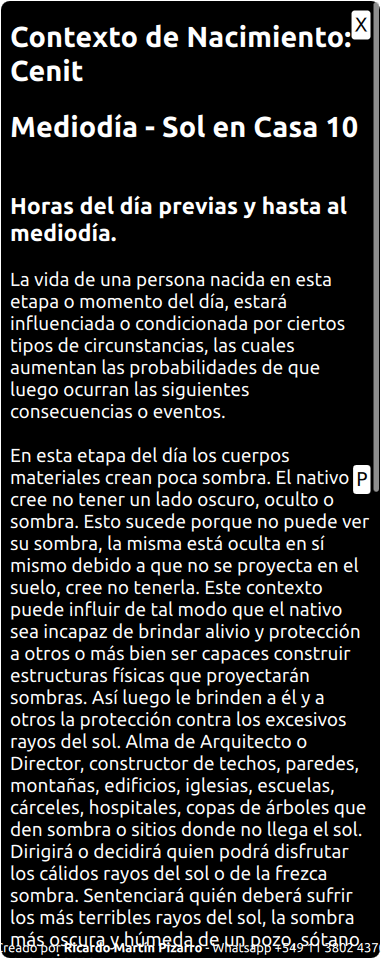 Contexto de Nacimiento: X
Cenit
Mediodía - Sol en Casa 10
Horas del día previas y hasta al
mediodía.
La vida de una persona nacida en esta
etapa o momento del día, estará
influenciada o condicionada por ciertos
tipos de circunstancias, las cuales
aumentan las probabilidades de que
luego ocurran las siguientes
consecuencias o eventos.
En esta etapa del día los cuerpos
materiales crean poca sombra. El nativo P
cree no tener un lado oscuro, oculto o
sombra. Esto sucede porque no puede ver
su sombra, la misma está oculta en sí
mismo debido a que no se proyecta en el
suelo, cree no tenerla. Este contexto
puede influir de tal modo que el nativo
sea incapaz de brindar alivio y protección
a otros o más bien ser capaces construir
estructuras físicas que proyectarán
sombras. Así luego le brinden a él y a
otros la protección contra los excesivos
rayos del sol. Alma de Arquitecto o
Director, constructor de techos, paredes,
montañas, edificios, iglesias, escuelas,
cárceles, hospitales, copas de árboles que
den sombra o sitios donde no llega el sol.
Dirigirá o decidirá quien podrá disfrutar
los cálidos rayos del sol o de la frezca
sombra. Sentenciará quién deberá sufrir
los más terribles rayos del sol, la sombra
más oscura y húmeda de un pozo, sótano
reado por Ricardo Martin Pizarro - Whatsapp +549 11 3802 437